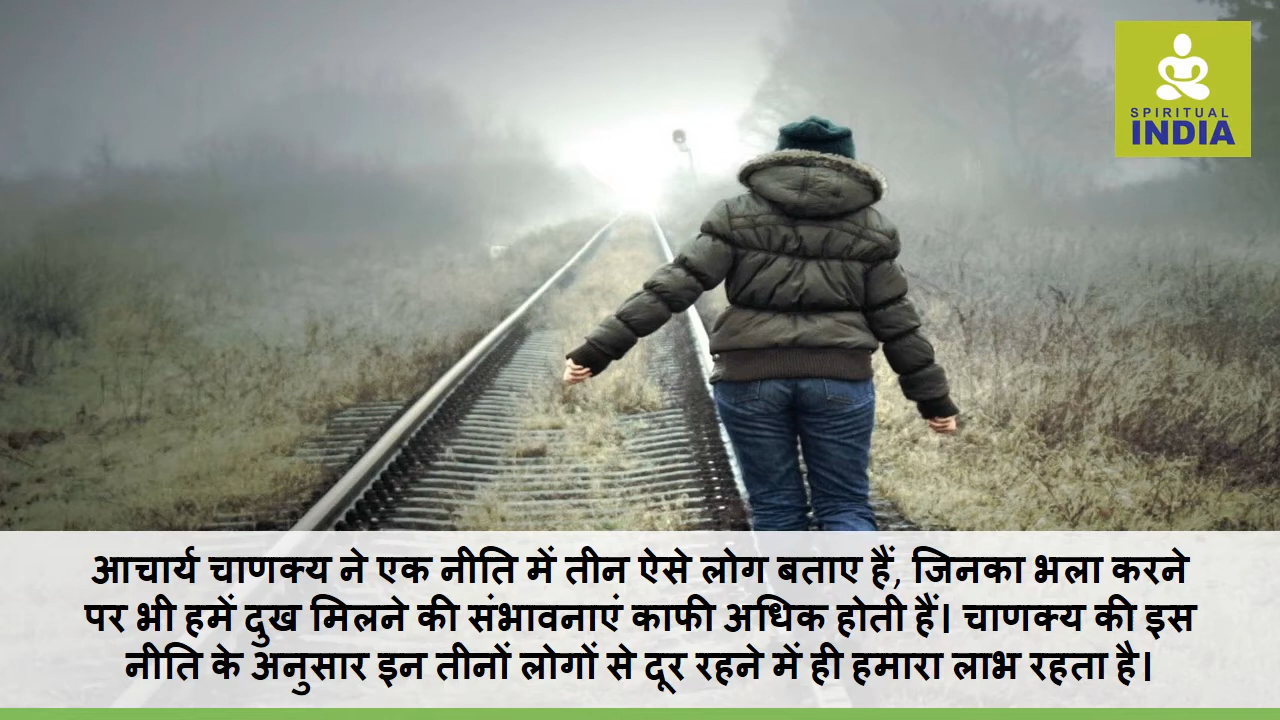 SPIRITUAL
INDIA
आचार्य चाणक्य ने एक नीति में तीन ऐसे लोग बताए हैं, जिनका भला करने
पर भी हमें दुख मिलने की संभावनाएं काफी अधिक होती हैं। चाणक्य की इस
नीति के अनुसार इन तीनों लोगों से दूर रहने में ही हमारा लाभ रहता है।